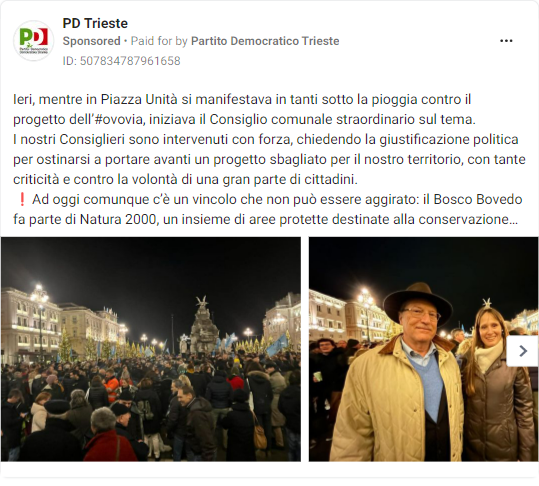 PD Trieste
Sponsored • Paid for by Partito Democratico Trieste
ID: 507834787961658
PD
Partito Democratico
Ieri, mentre in Piazza Unità si manifestava in tanti sotto la pioggia contro il
progetto dell'#ovovia, iniziava il Consiglio comunale straordinario sul tema.
I nostri Consiglieri sono intervenuti con forza, chiedendo la giustificazione politica
per ostinarsi a portare avanti un progetto sbagliato per il nostro territorio, con tante
criticità e contro la volontà di una gran parte di cittadini.
❗ Ad oggi comunque c'è un vincolo che non può essere aggirato: il Bosco Bovedo
fa parte di Natura 2000, un insieme di aree protette destinate alla conservazione...